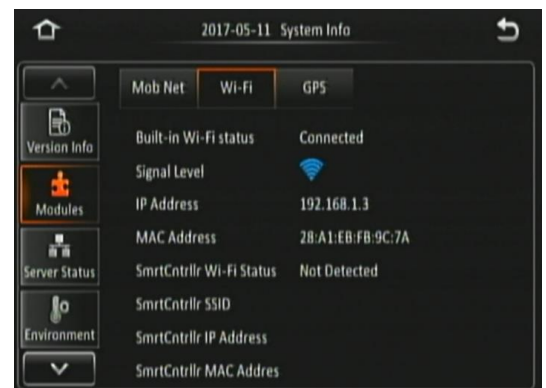 2017-05-11 System Info
Mob Net Wi-Fi GPS
Version Info
Modules
Server Status
Environment
Built-in Wi-Fi status Connected
Signal Level
IP Address 192.168.1.3
MAC Address 28:A1:EB:FB:9C:7A
SmrtCntrllr Wi-Fi Status Not Detected
SmrtCntrllr SSID
SmrtCntrllr IP Address
SmrtCntrllr MAC Addres